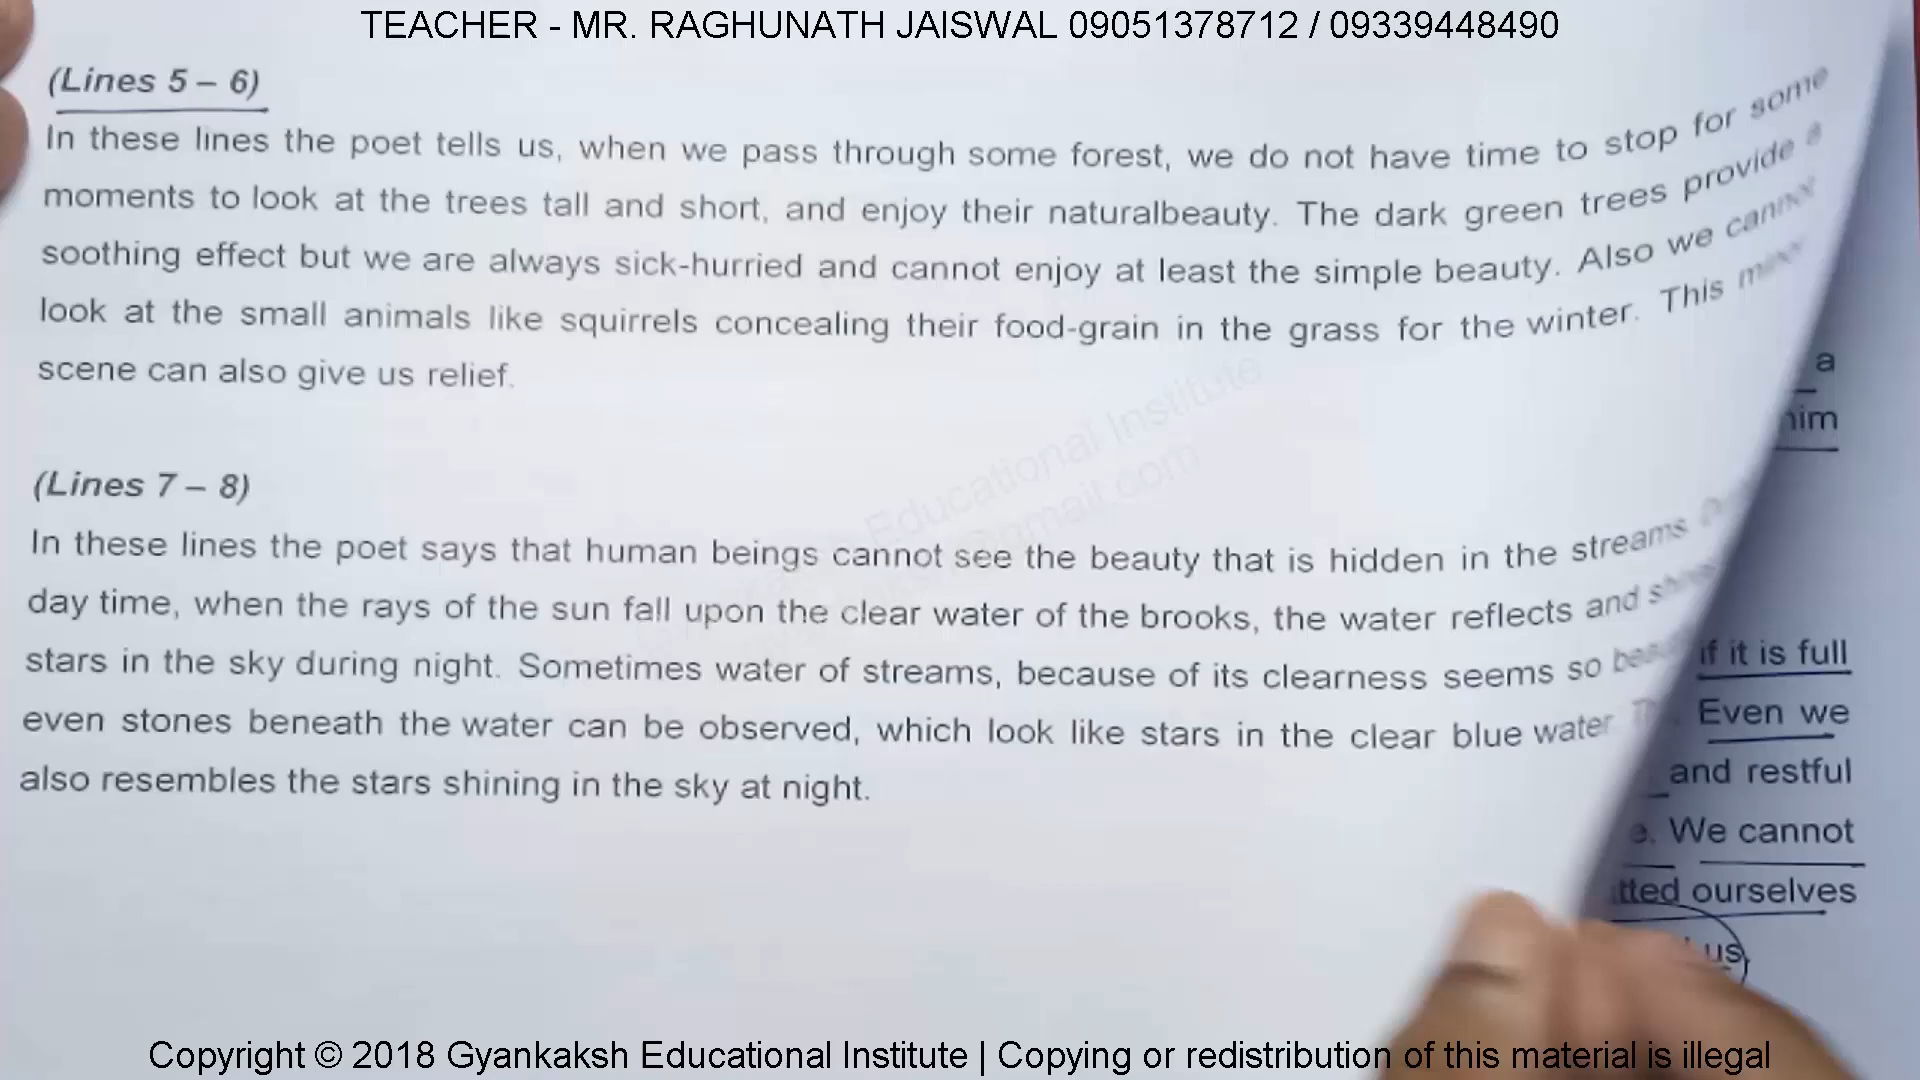 TEACHER - MR. RAGHUNATH JAISWAL 09051378712 / 09339448490
(Lines 5 – 6)
In these lines the poet tells us, when we pass through some forest, we do not have time to stop for some
moments to look at the trees tall and short, and enjoy their naturalbeauty. The dark green trees provide a
soothing effect but we are always sick-hurried and cannot enjoy at least the simple beauty. Also we cannot
look at the small animals like squirrels concealing their food-grain in the grass for the winter. This
scene can also give us relief.
a
him
Educational Institute
(Lines 7 – 8)
In these lines the poet says that human beings cannot see the beauty that is hidden in the streams
day time, when the rays of the sun fall upon the clear water of the brooks, the water reflects and
stars in the sky during night. Sometimes water of streams, because of its clearness seems so
even stones beneath the water can be observed, which look like stars in the clear blue water.
also resembles the stars shining in the sky at night.
if it is full
Even we
and restful
We cannot
ourselves
us,
Copyright © 2018 Gyankaksh Educational Institute | Copying or redistribution of this material is illegal